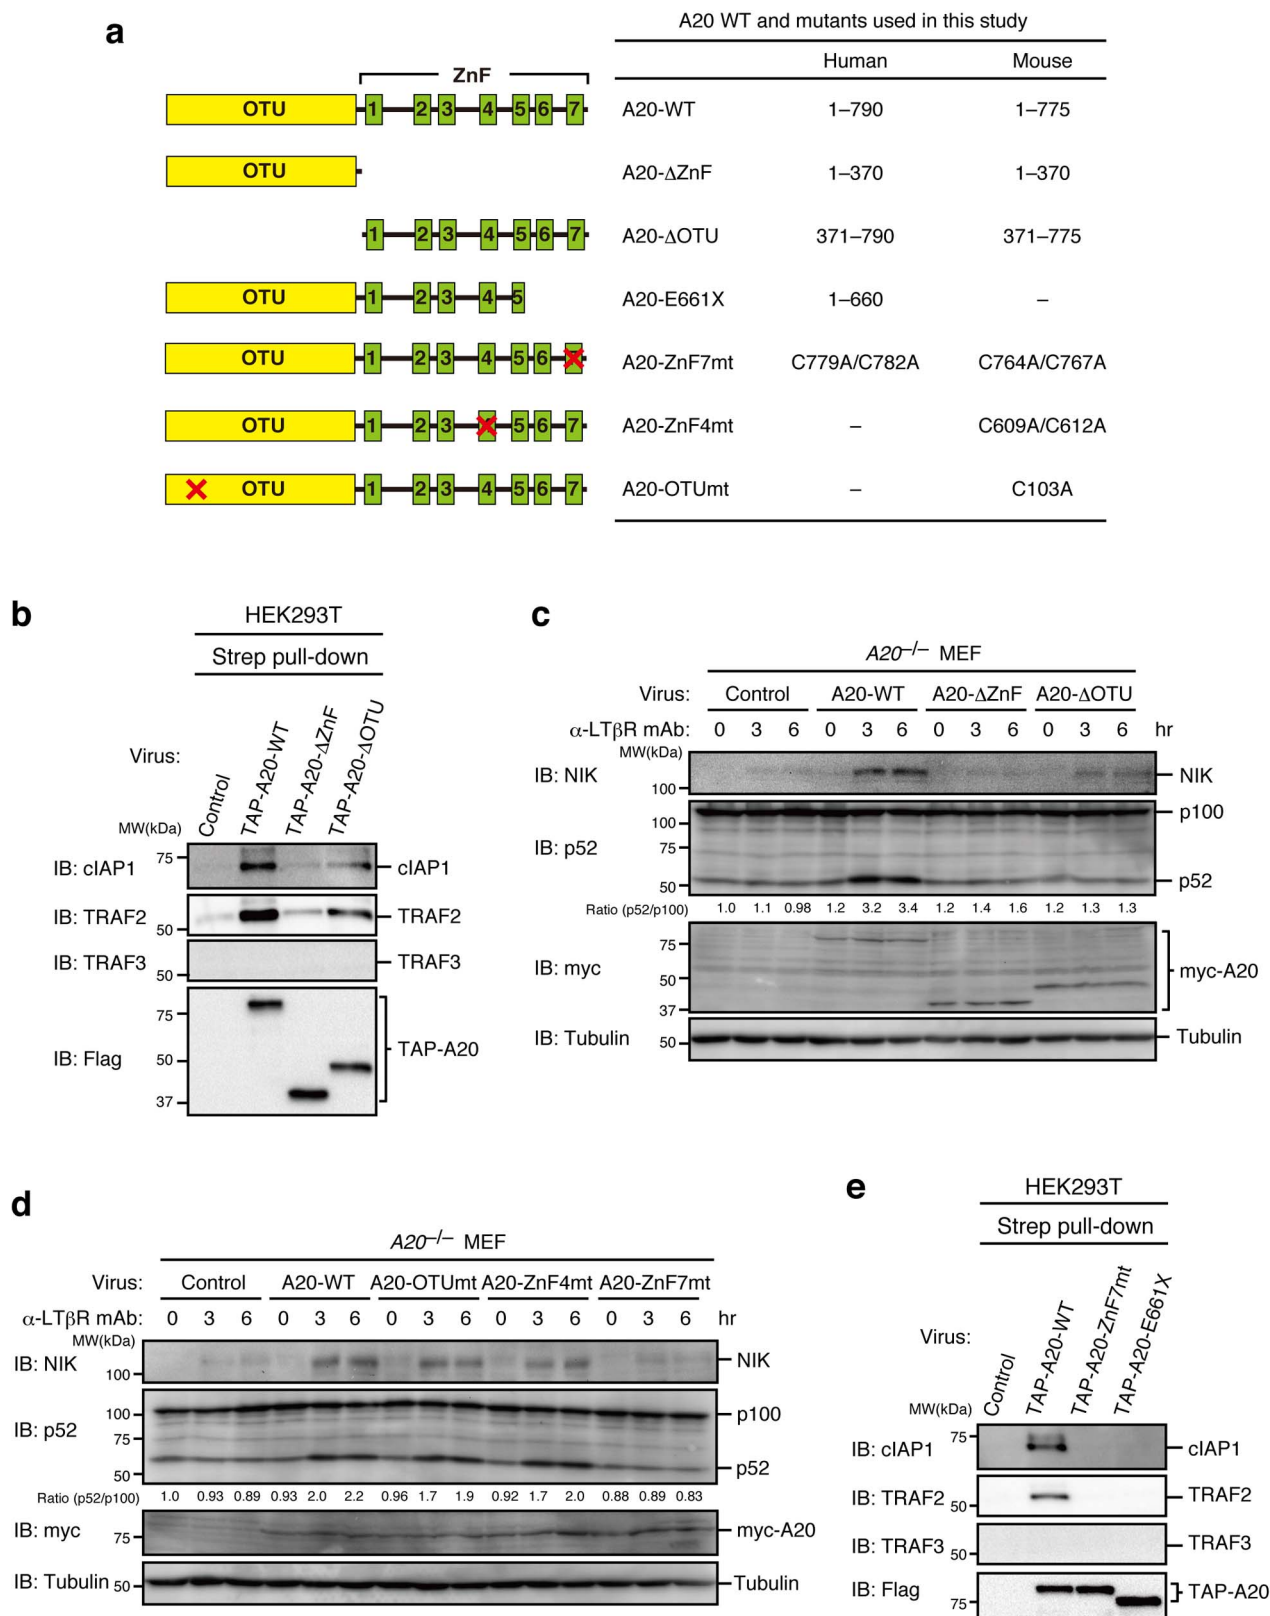 a
A20 WT and mutants used in this study
Human Mouse
ZnF
OTU 1 2 3 4 5 6 7 A20-WT 1–790 1–775
OTU A20-ΔZnF 1–370 1–370
1 2 3 4 5 6 7 A20-ΔOTU 371–790 371–775
OTU 1 2 3 4 5 A20-E661X 1–660 –
OTU 1 2 3 4 5 6 A20-ZnF7mt C779A/C782A C764A/C767A
OTU 1 2 3 5 6 7 A20-ZnF4mt – C609A/C612A
OTU 1 2 3 4 5 6 7 A20-OTUmt – C103A
b
HEK293T
Strep pull-down
Virus:
Control TAP-A20-WT TAP-A20-ΔZnF TAP-A20-ΔOTU
MW(kDa)
IB: cIAP1 75 cIAP1
IB: TRAF2 50 TRAF2
IB: TRAF3 50 TRAF3
IB: Flag 75 50 37 TAP-A20
c
A20–/– MEF
Virus: Control A20-WT A20-ΔZnF A20-ΔOTU
α-LTβR mAb: 0 3 6 0 3 6 0 3 6 0 3 6 hr
MW(kDa)
IB: NIK 100 NIK
IB: p52 100 75 50 p100 p52
Ratio (p52/p100) 1.0 1.1 0.98 1.2 3.2 3.4 1.2 1.4 1.6 1.2 1.3 1.3
IB: myc 75 50 37 myc-A20
IB: Tubulin 50 Tubulin
d
A20–/– MEF
Virus: Control A20-WT A20-OTUmt A20-ZnF4mt A20-ZnF7mt
α-LTβR mAb: 0 3 6 0 3 6 0 3 6 0 3 6 0 3 6 hr
MW(kDa)
IB: NIK 100 NIK
IB: p52 100 75 50 p100 p52
Ratio (p52/p100) 1.0 0.93 0.89 0.93 2.0 2.2 0.96 1.7 1.9 0.92 1.7 2.0 0.88 0.89 0.83
IB: myc 75 myc-A20
IB: Tubulin 50 Tubulin
e
HEK293T
Strep pull-down
Virus:
Control TAP-A20-WT TAP-A20-ZnF7mt TAP-A20-E661X
MW(kDa)
IB: cIAP1 75 cIAP1
IB: TRAF2 50 TRAF2
IB: TRAF3 50 TRAF3
IB: Flag 75 TAP-A20